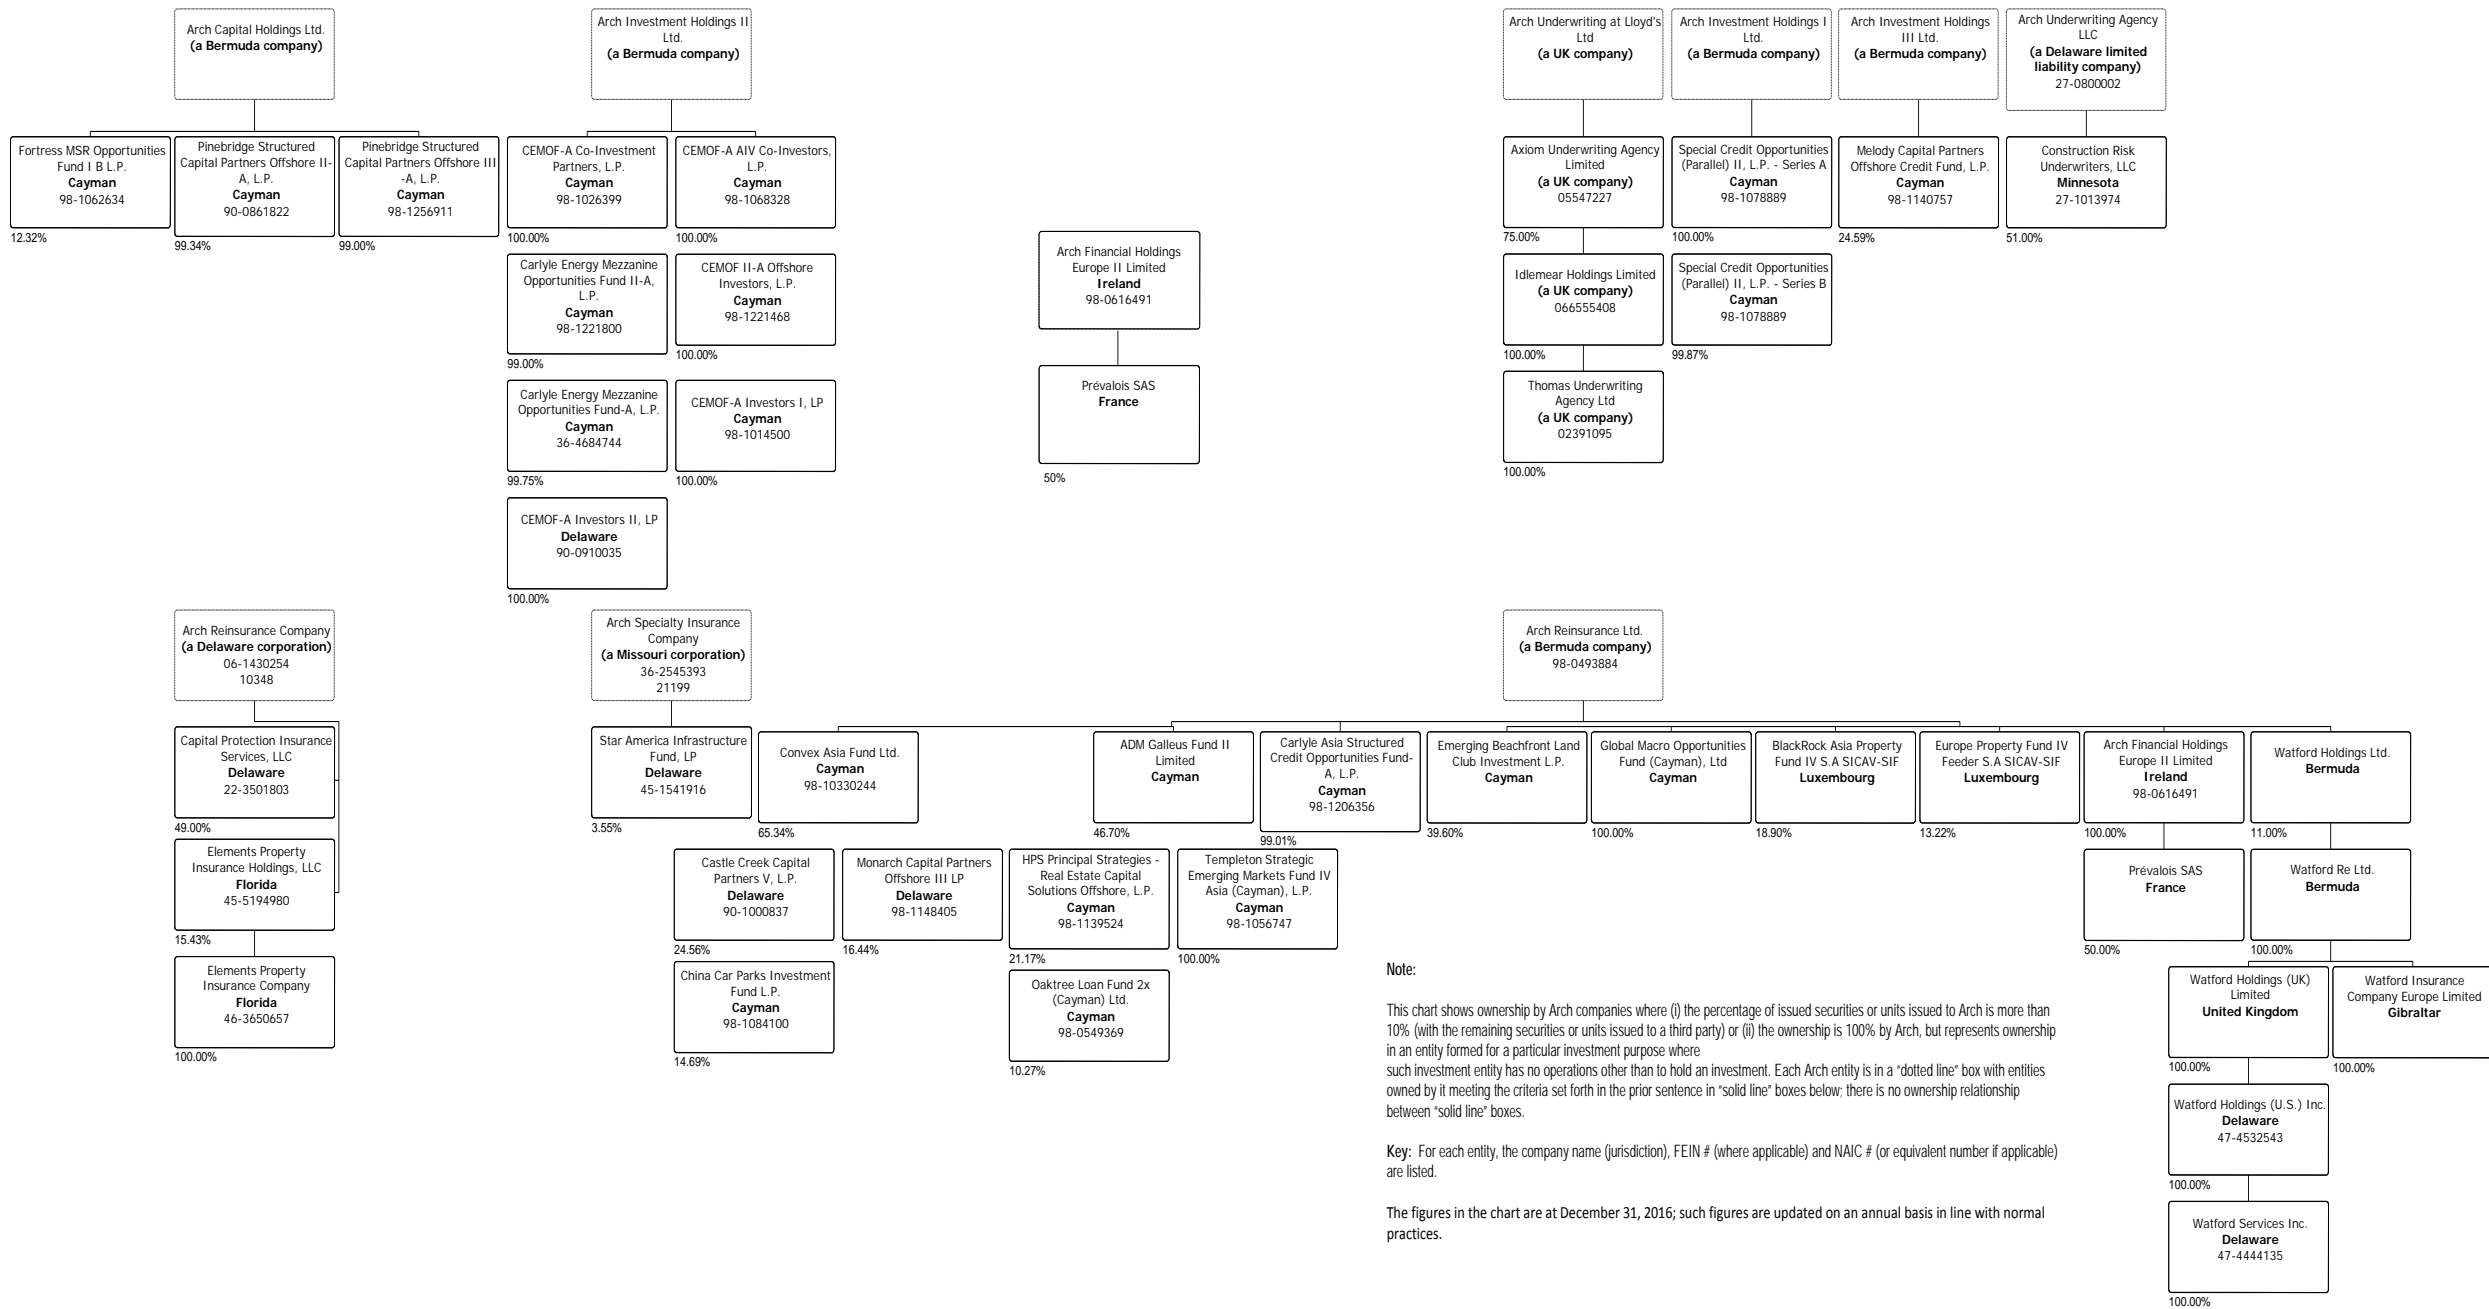 Arch Capital Holdings Ltd.
(a Bermuda company)
Arch Investment Holdings II
Ltd.
(a Bermuda company)
Arch Underwriting at Lloyd's
Ltd
(a UK company)
Arch Investment Holdings I
Ltd.
(a Bermuda company)
Arch Investment Holdings
III Ltd.
(a Bermuda company)
Arch Underwriting Agency
LLC
(a Delaware limited
liability company)
27-0800002
Fortress MSR Opportunities
Fund I B L.P.
Cayman
98-1062634
12.32%
Pinebridge Structured
Capital Partners Offshore II-
A, L.P.
Cayman
90-0861822
99.34%
Pinebridge Structured
Capital Partners Offshore III
-A, L.P.
Cayman
98-1256911
99.00%
CEMOF-A Co-Investment
Partners, L.P.
Cayman
98-1026399
100.00%
CEMOF-A AIV Co-Investors,
L.P.
Cayman
98-1068328
100.00%
Axiom Underwriting Agency
Limited
(a UK company)
05547227
75.00%
Special Credit Opportunities
(Parallel) II, L.P. - Series A
Cayman
98-1078889
100.00%
Melody Capital Partners
Offshore Credit Fund, L.P.
Cayman
98-1140757
24.59%
Construction Risk
Underwriters, LLC
Minnesota
27-1013974
51.00%
Carlyle Energy Mezzanine
Opportunities Fund II-A,
L.P.
Cayman
98-1221800
99.00%
CEMOF II-A Offshore
Investors, L.P.
Cayman
98-1221468
100.00%
Arch Financial Holdings
Europe II Limited
Ireland
98-0616491
Idlemear Holdings Limited
(a UK company)
066555408
100.00%
Special Credit Opportunities
(Parallel) II, L.P. - Series B
Cayman
98-1078889
99.87%
Carlyle Energy Mezzanine
Opportunities Fund-A, L.P.
Cayman
36-4684744
99.75%
CEMOF-A Investors I, LP
Cayman
98-1014500
100.00%
Prévalois SAS
France
50%
Thomas Underwriting
Agency Ltd
(a UK company)
02391095
100.00%
CEMOF-A Investors II, LP
Delaware
90-0910035
100.00%
Arch Reinsurance Company
(a Delaware corporation)
06-1430254
10348
Arch Specialty Insurance
Company
(a Missouri corporation)
36-2545393
21199
Arch Reinsurance Ltd.
(a Bermuda company)
98-0493884
Capital Protection Insurance
Services, LLC
Delaware
22-3501803
49.00%
Star America Infrastructure
Fund, LP
Delaware
45-1541916
3.55%
Convex Asia Fund Ltd.
Cayman
98-10330244
65.34%
ADM Galleus Fund II
Limited
Cayman
46.70%
Carlyle Asia Structured
Credit Opportunities Fund-
A, L.P.
Cayman
98-1206356
99.01%
Emerging Beachfront Land
Club Investment L.P.
Cayman
39.60%
Global Macro Opportunities
Fund (Cayman), Ltd
Cayman
100.00%
BlackRock Asia Property
Fund IV S.A SICAV-SIF
Luxembourg
18.90%
Europe Property Fund IV
Feeder S.A SICAV-SIF
Luxembourg
13.22%
Arch Financial Holdings
Europe II Limited
Ireland
98-0616491
100.00%
Watford Holdings Ltd.
Bermuda
11.00%
Elements Property
Insurance Holdings, LLC
Florida
45-5194980
15.43%
Castle Creek Capital
Partners V, L.P.
Delaware
90-1000837
24.56%
Monarch Capital Partners
Offshore III LP
Delaware
98-1148405
16.44%
HPS Principal Strategies -
Real Estate Capital
Solutions Offshore, L.P.
Cayman
98-1139524
21.17%
Templeton Strategic
Emerging Markets Fund IV
Asia (Cayman), L.P.
Cayman
98-1056747
100.00%
Prévalois SAS
France
50.00%
Watford Re Ltd.
Bermuda
100.00%
Elements Property
Insurance Company
Florida
46-3650657
100.00%
China Car Parks Investment
Fund L.P.
Cayman
98-1084100
14.69%
Oaktree Loan Fund 2x
(Cayman) Ltd.
Cayman
98-0549369
10.27%
Watford Holdings (UK)
Limited
United Kingdom
100.00%
Watford Insurance
Company Europe Limited
Gibraltar
100.00%
Watford Holdings (U.S.) Inc.
Delaware
47-4532543
100.00%
Watford Services Inc.
Delaware
47-4444135
100.00%
Note:
This chart shows ownership by Arch companies where (i) the percentage of issued securities or units issued to Arch is more than
10% (with the remaining securities or units issued to a third party) or (ii) the ownership is 100% by Arch, but represents ownership
in an entity formed for a particular investment purpose where
such investment entity has no operations other than to hold an investment. Each Arch entity is in a “dotted line” box with entities
owned by it meeting the criteria set forth in the prior sentence in “solid line” boxes below; there is no ownership relationship
between “solid line” boxes.
Key: For each entity, the company name (jurisdiction), FEIN # (where applicable) and NAIC # (or equivalent number if applicable)
are listed.
The figures in the chart are at December 31, 2016; such figures are updated on an annual basis in line with normal
practices.